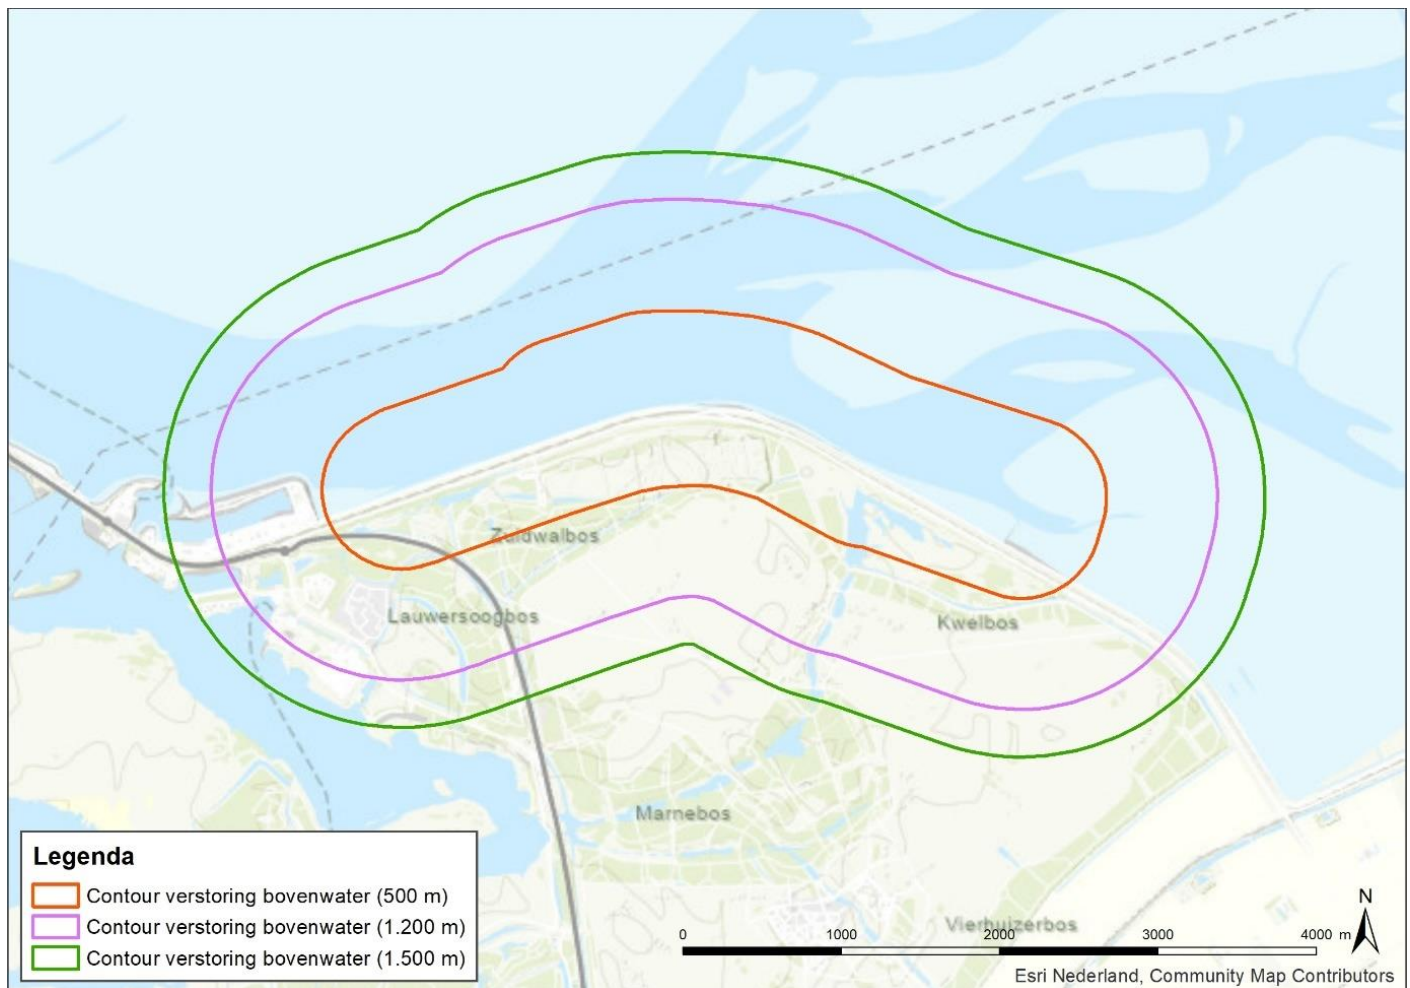 Zuidwalbos
Lauwersoogbos
Kwelbos
Marnebos
Vierhuizerbos
Legenda
Contour verstoring bovenwater (500 m)
Contour verstoring bovenwater (1.200 m)
Contour verstoring bovenwater (1.500 m)
N
0 1000 2000 3000 4000 m
Esri Nederland, Community Map Contributors